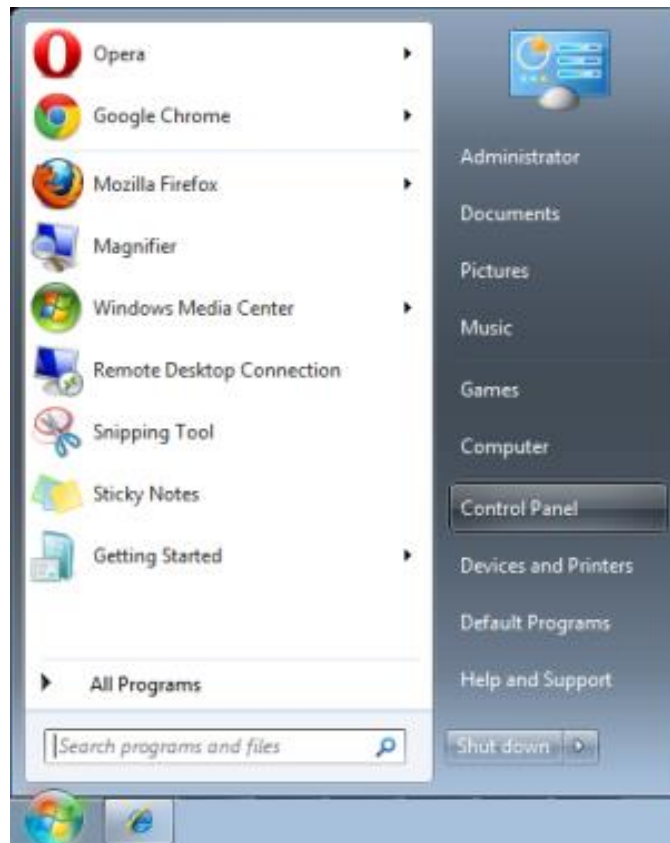 Opera
Google Chrome
Mozilla Firefox
Magnifier
Windows Media Center
Remote Desktop Connection
Snipping Tool
Sticky Notes
Getting Started
All Programs
Search programs and files
Administrator
Documents
Pictures
Music
Games
Computer
Control Panel
Devices and Printers
Default Programs
Help and Support
Shut down